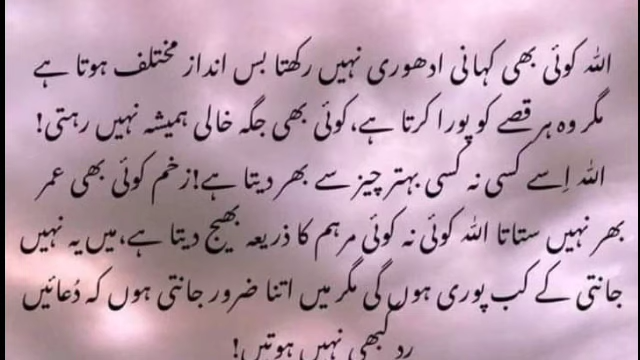 اللہ کوئی بھی کہانی ادھوری نہیں رکھتا بس انداز مختلف ہوتا ہے
مگر وہ ہر قصے کو پورا کرتا ہے،کوئی بھی جگہ خالی ہمیشہ نہیں رہتی!
اللہ اِسے کسی نہ کسی بہتر چیز سے بھر دیتا ہے!زخم کوئی بھی عمر
بھر نہیں ستاتا اللہ کوئی نہ کوئی مرہم کا ذریعہ بھیج دیتا ہے،میں یہ نہیں
جانتی کے کب پوری ہوں گی مگر میں اتنا ضرور جانتی ہوں کہ دُعائیں
رد کبھی نہیں ہوتیں!